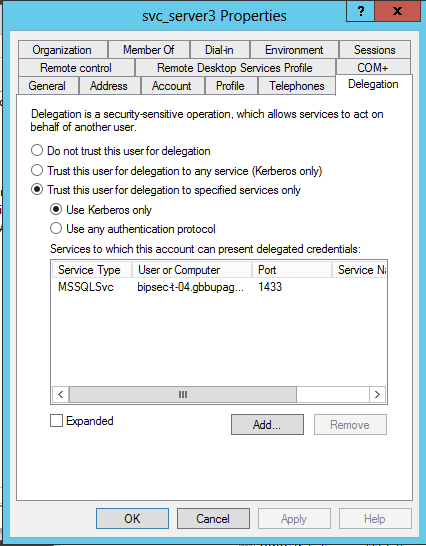 svc_server3 Properties
? X
Organization Member Of Dial-in Environment Sessions
Remote control Remote Desktop Services Profile COM+
General Address Account Profile Telephones Delegation
Delegation is a security-sensitive operation, which allows services to act on
behalf of another user.
Do not trust this user for delegation
Trust this user for delegation to any service (Kerberos only)
Trust this user for delegation to specified services only
Use Kerberos only
Use any authentication protocol
Services to which this account can present delegated credentials:
Service Type User or Computer Port Service Na
MSSQLSvc bipsec-t-04.gbbupag... 1433
Expanded Add... Remove
OK Cancel Apply Help